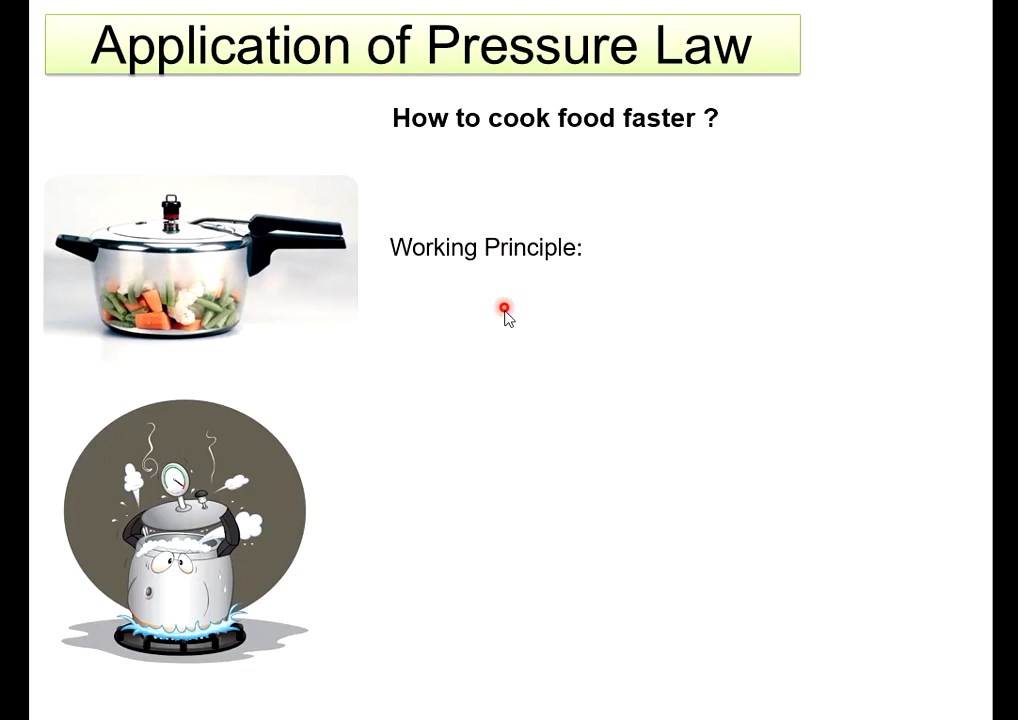 Application of Pressure Law
How to cook food faster ?
Working Principle: